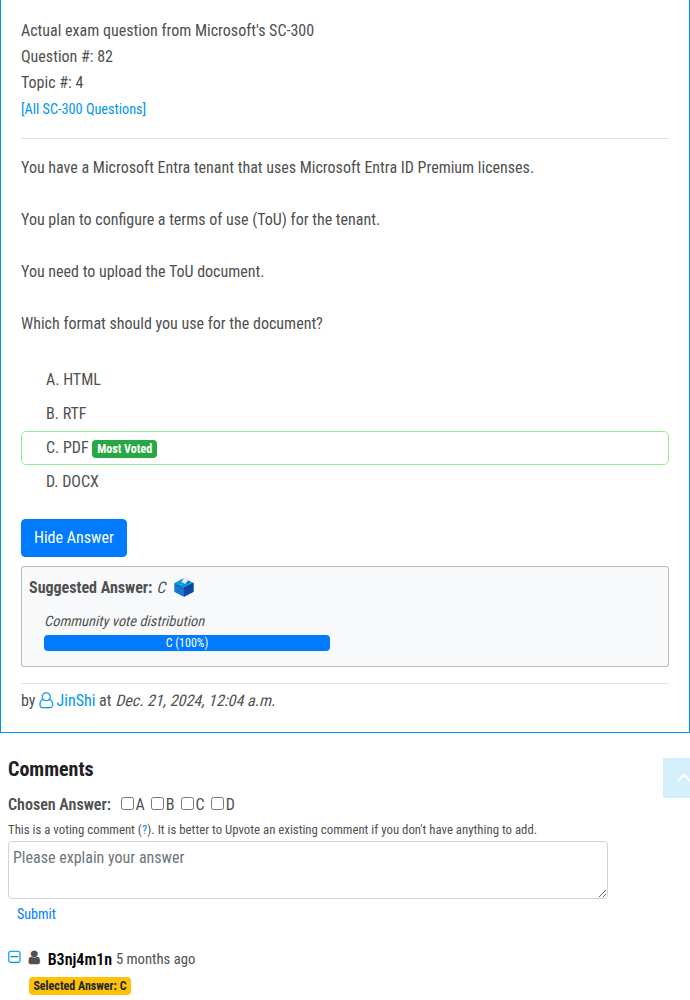 Actual exam question from Microsoft's SC-300
Question #: 82
Topic #: 4
[All SC-300 Questions]
You have a Microsoft Entra tenant that uses Microsoft Entra ID Premium licenses.
You plan to configure a terms of use (ToU) for the tenant.
You need to upload the ToU document.
Which format should you use for the document?
A. HTML
B. RTF
C. PDF Most Voted
D. DOCX
Hide Answer
Suggested Answer: C
Community vote distribution
C (100%)
by JinShi at Dec. 21, 2024, 12:04 a.m.
Comments
Chosen Answer: A B C D
This is a voting comment (?). It is better to Upvote an existing comment if you don't have anything to add.
Please explain your answer
Submit
B3nj4m1n 5 months ago
Selected Answer: C